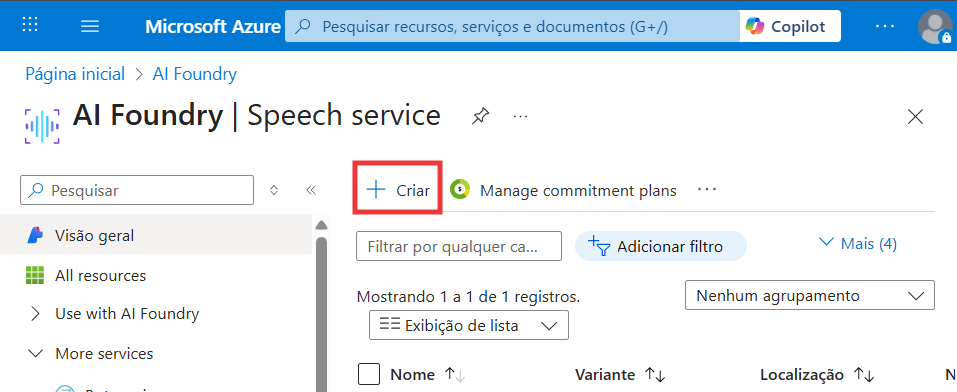 Microsoft Azure
Pesquisar recursos, serviços e documentos (G+/)
Copilot
Página inicial > AI Foundry
AI Foundry | Speech service
Pesquisar
Criar
Manage commitment plans
Visão geral
All resources
Use with AI Foundry
More services
Filtrar por qualquer ca...
Adicionar filtro
Mais (4)
Mostrando 1 a 1 de 1 registros.
Nenhum agrupamento
Exibição de lista
Nome
Variante
Localização
N